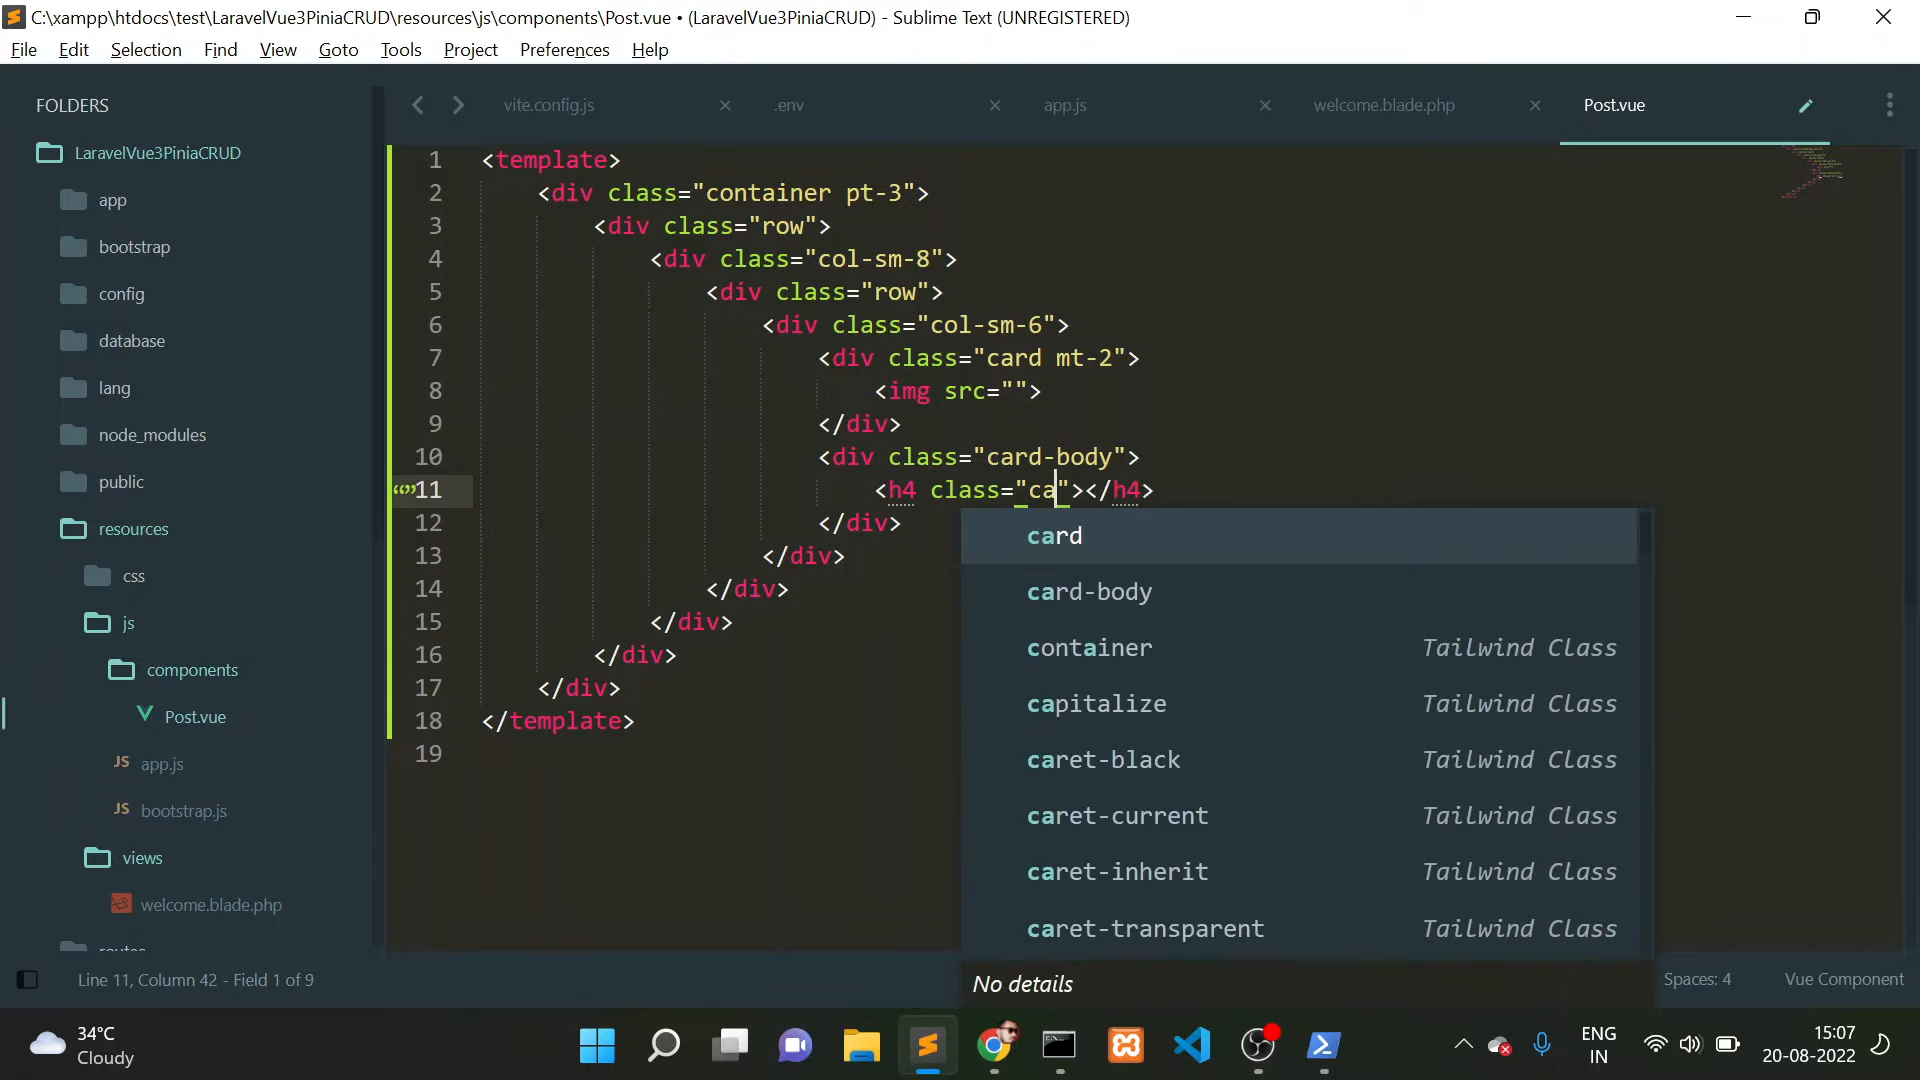 C:\xampp\htdocs\test\LaravelVue3PiniaCRUD\resources\js\components\Post.vue • (LaravelVue3PiniaCRUD) - Sublime Text (UNREGISTERED)
File Edit Selection Find View Goto Tools Project Preferences Help
FOLDERS
LaravelVue3PiniaCRUD
app
bootstrap
config
database
lang
node_modules
public
resources
css
js
components
Post.vue
JS app.js
JS bootstrap.js
views
welcome.blade.php
routes
vite.config.js × .env × app.js × welcome.blade.php × Post.vue
1 <template>
2 <div class="container pt-3">
3 <div class="row">
4 <div class="col-sm-8">
5 <div class="row">
6 <div class="col-sm-6">
7 <div class="card mt-2">
8 <img src="">
9 </div>
10 <div class="card-body">
11 <h4 class="ca"></h4>
12 </div>
13 </div>
14 </div>
15 </div>
16 </div>
17 </div>
18 </template>
19
card
card-body
container Tailwind Class
capitalize Tailwind Class
caret-black Tailwind Class
caret-current Tailwind Class
caret-inherit Tailwind Class
caret-transparent Tailwind Class
No details
Line 11, Column 42 - Field 1 of 9
Spaces: 4 Vue Component
34°C
Cloudy
ENG
IN
15:07
20-08-2022